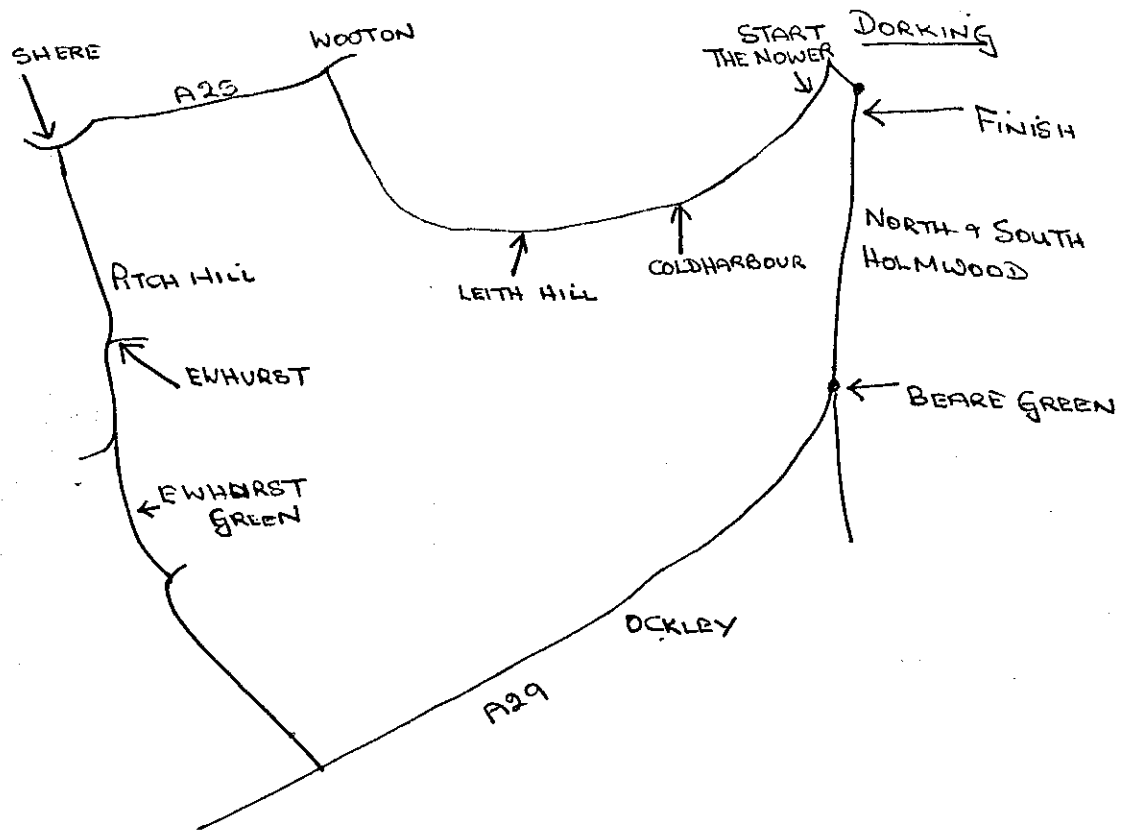 SHERE
A25
WOOTON
START
THE NOWER
DORKING
FINISH
PITCH HILL
LEITH HILL
COLDHARBOUR
NORTH & SOUTH
HOLMWOOD
EWHURST
BEARE GREEN
EWHURST
GREEN
OCKLEY
A29